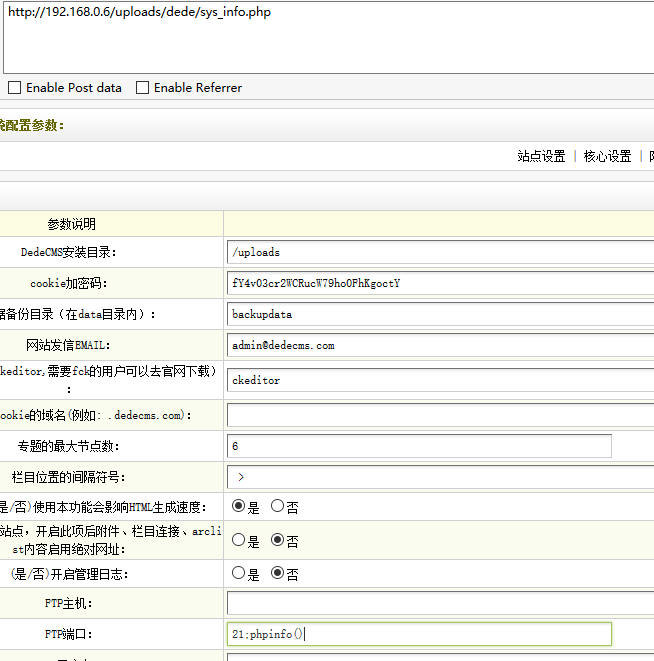 http://192.168.0.6/uploads/dede/sys_info.php
Enable Post data Enable Referrer
配置参数：
站点设置 | 核心设置 |
参数说明
DedeCMS安装目录： /uploads
cookie加密码： fY4v03cr2WCRucW79hoOFhKgoctY
备份目录（在data目录内）： backupdata
网站发信EMAIL： admin@dedecms.com
keditor,需要fck的用户可以去官网下载）
： ckeditor
ookie的域名(例如: .dedecms.com)：
专题的最大节点数： 6
栏目位置的间隔符号： >
是/否)使用本功能会影响HTML生成速度： 是 否
站点，开启此项后附件、栏目连接、arcli
st内容启用绝对网址： 是 否
(是/否)开启管理日志： 是 否
FTP主机：
FTP端口： 21;phpinfo()